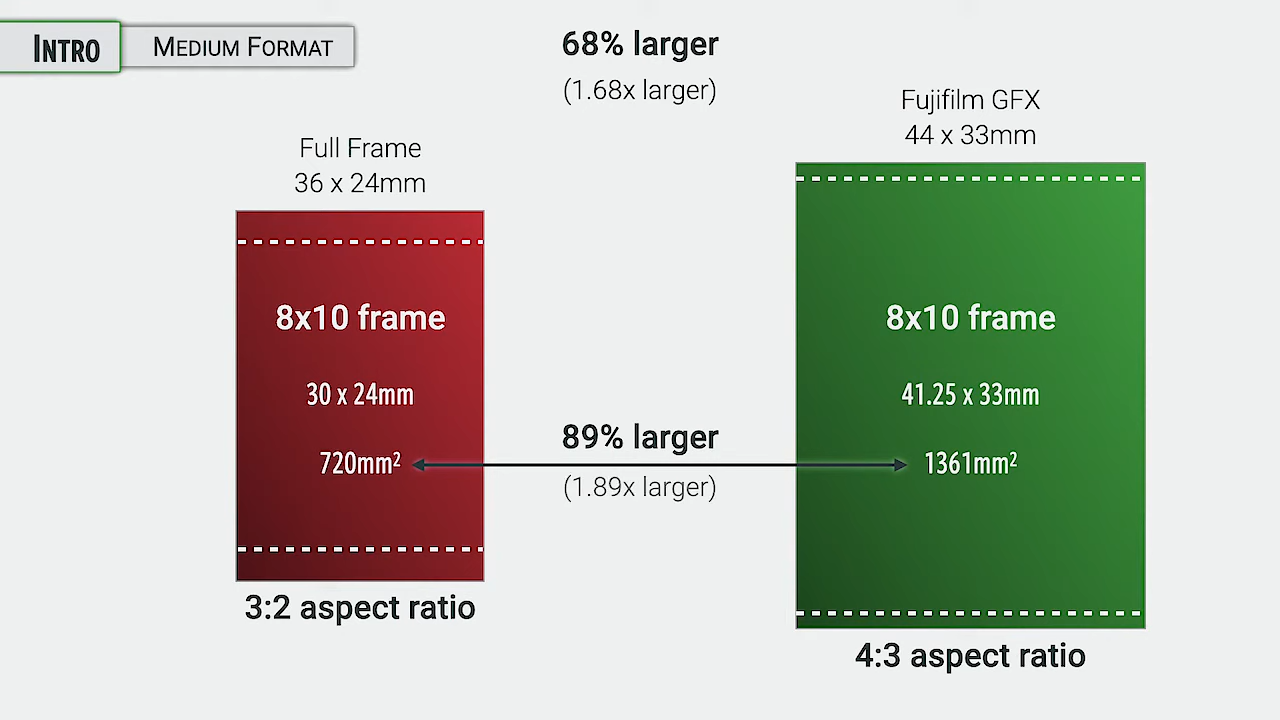 INTRO
MEDIUM FORMAT
68% larger
(1.68x larger)
Full Frame
36 x 24mm
Fujifilm GFX
44 x 33mm
8x10 frame
30 x 24mm
720mm²
3:2 aspect ratio
89% larger
(1.89x larger)
8x10 frame
41.25 x 33mm
1361mm²
4:3 aspect ratio